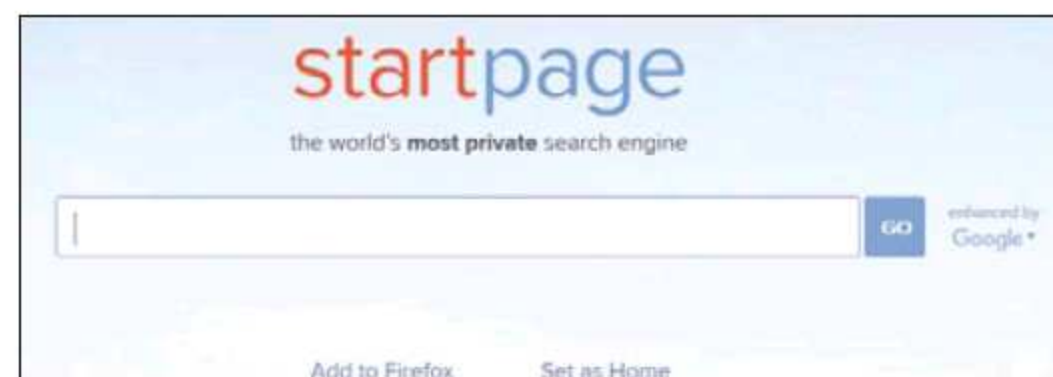 startpage
the world's most private search engine
GO
enhanced by
Google
Add to Firefox Set as Home